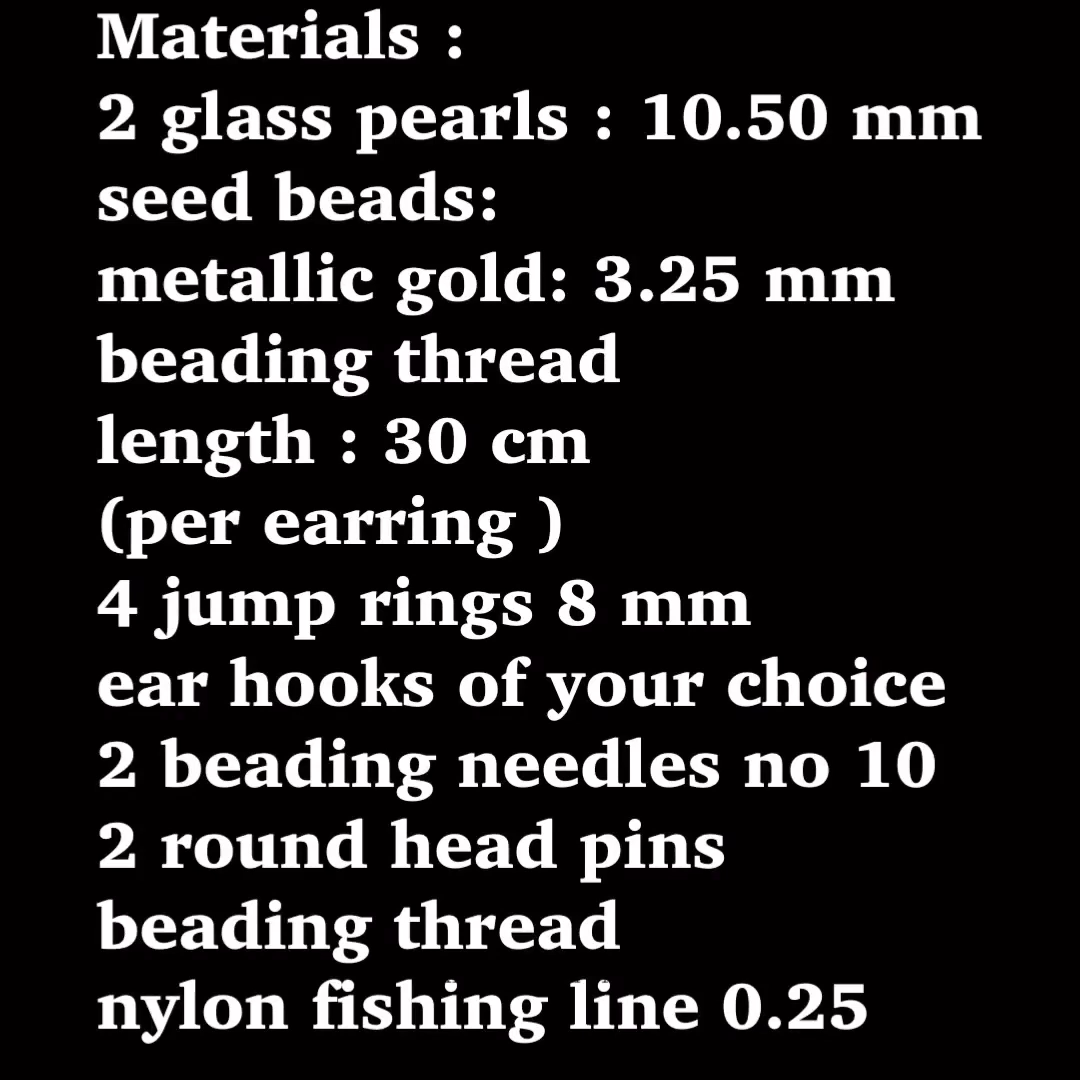 Materials :
2 glass pearls : 10.50 mm
seed beads:
metallic gold: 3.25 mm
beading thread
length : 30 cm
(per earring )
4 jump rings 8 mm
ear hooks of your choice
2 beading needles no 10
2 round head pins
beading thread
nylon fishing line 0.25